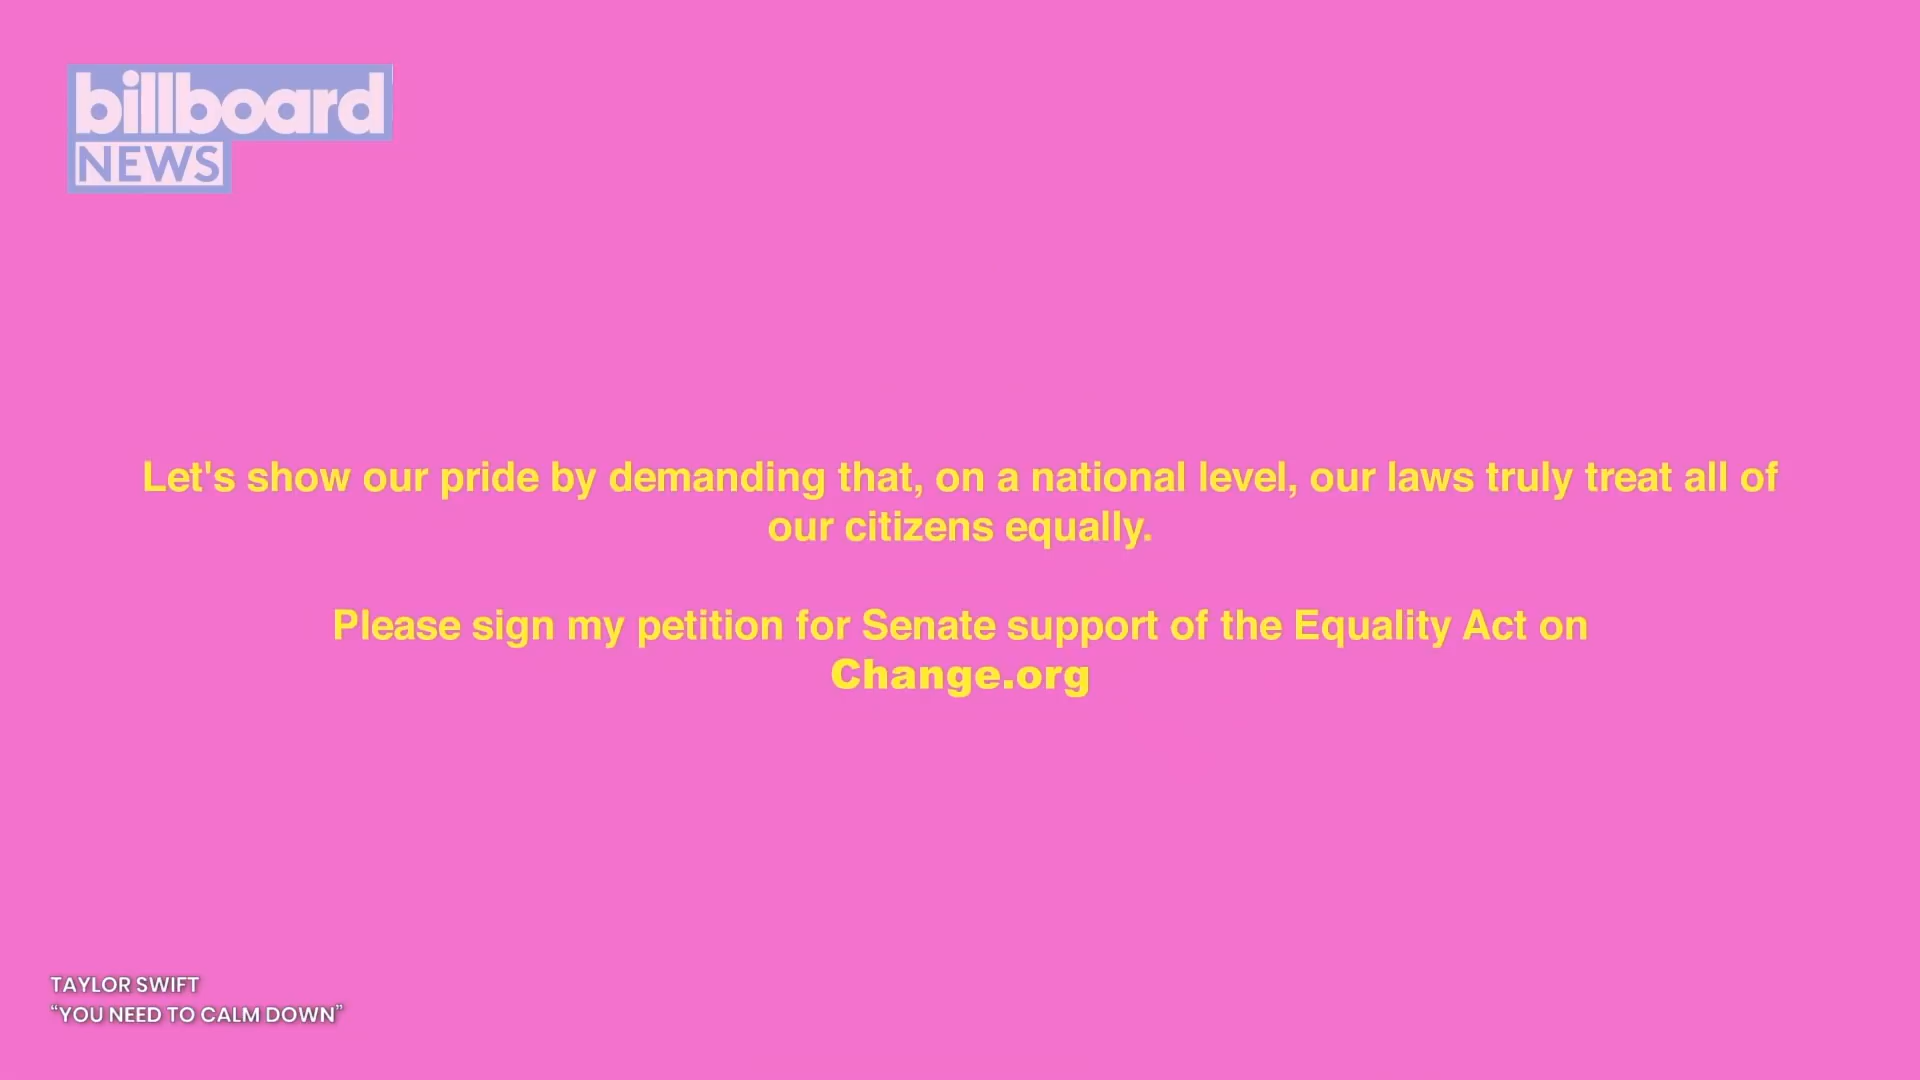 billboard
NEWS
Let's show our pride by demanding that, on a national level, our laws truly treat all of
our citizens equally.
Please sign my petition for Senate support of the Equality Act on
Change.org
TAYLOR SWIFT
“YOU NEED TO CALM DOWN”